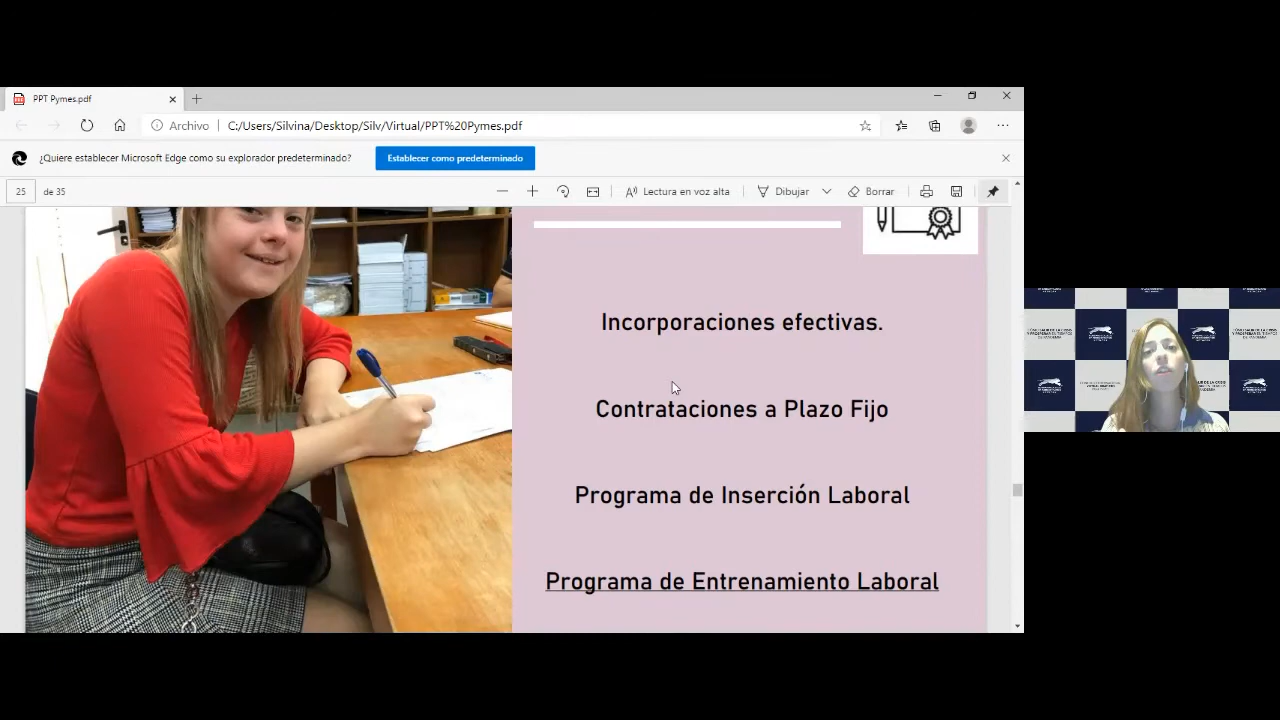 PPT Pymes.pdf
Archivo
C:/Users/Silvina/Desktop/Silv/Virtual/PPT%20Pymes.pdf
¿Quiere establecer Microsoft Edge como su explorador predeterminado?
Establecer como predeterminado
25 de 35
Lectura en voz alta
Dibujar
Borrar
Incorporaciones efectivas.
Contrataciones a Plazo Fijo
Programa de Inserción Laboral
Programa de Entrenamiento Laboral